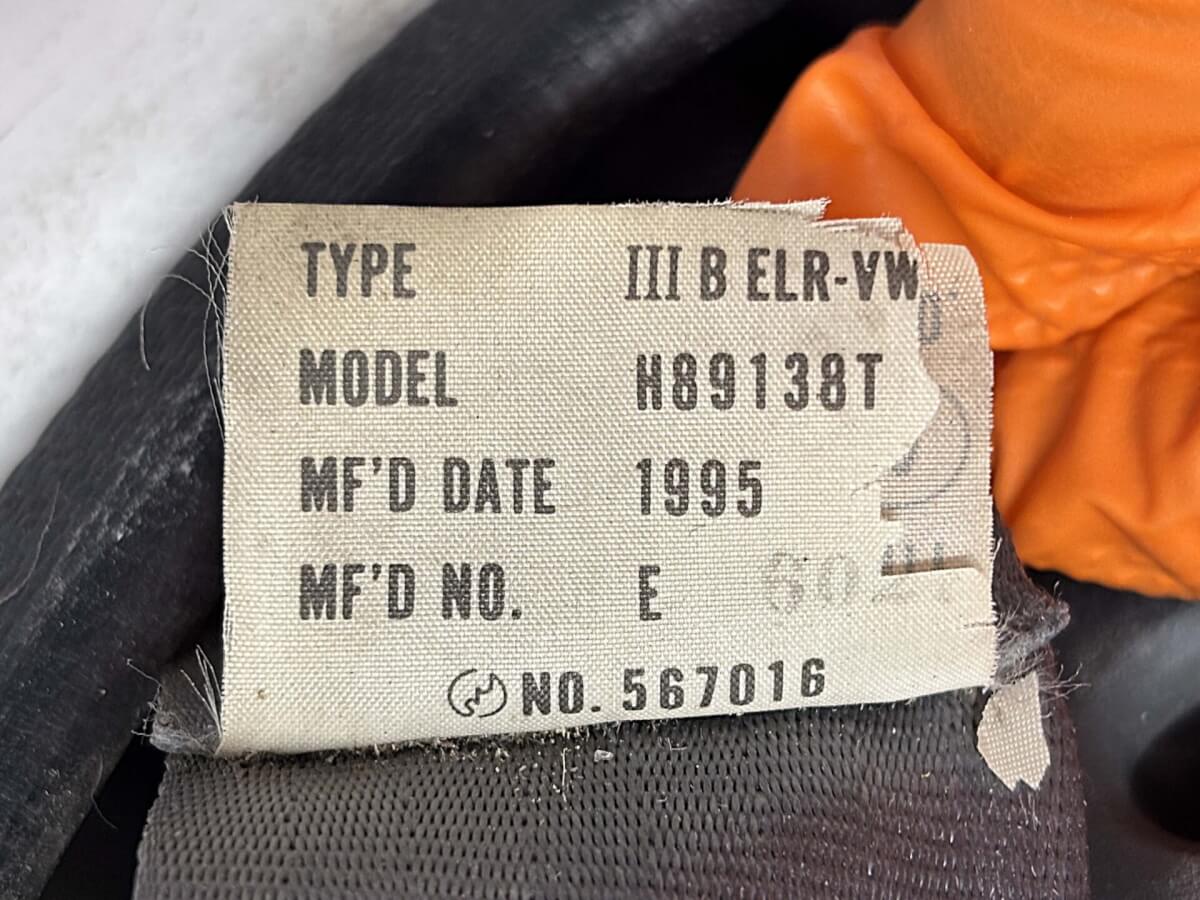 TYPE III B ELR-VW
MODEL H89138T
MF'D DATE 1995
MF'D NO. E
NO. 567016